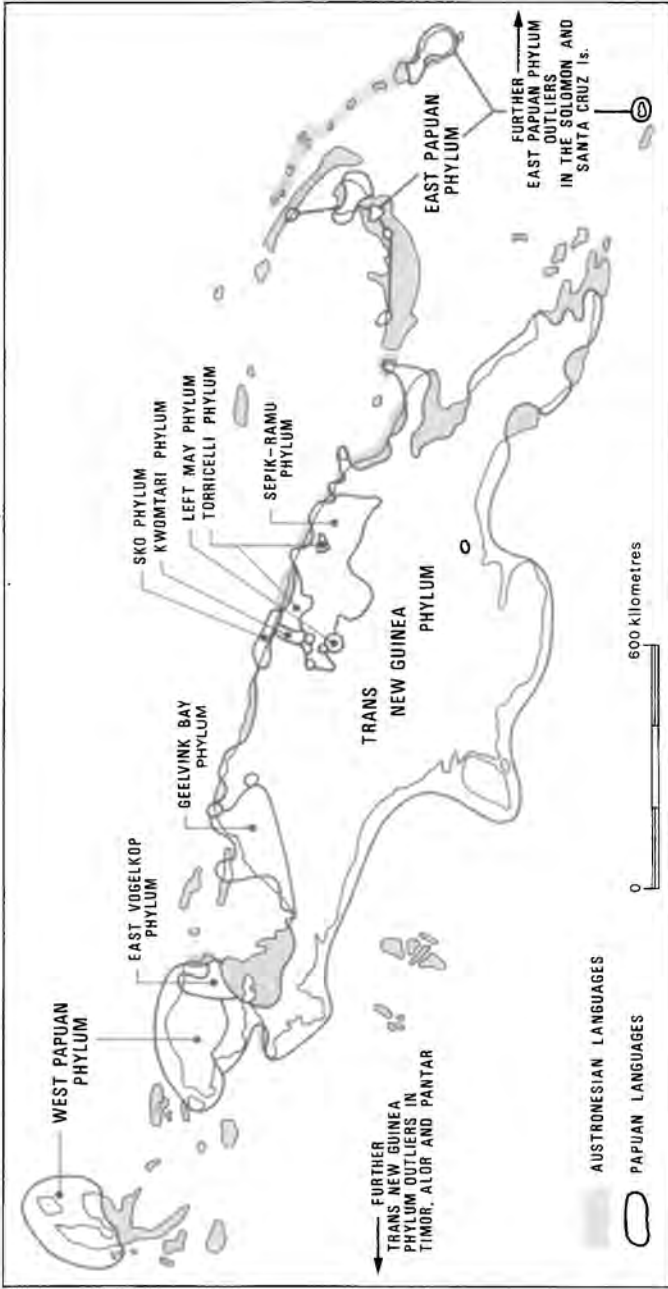 WEST PAPUAN
PHYLUM
EAST VOGELKOP
PHYLUM
GEELVINK BAY
PHYLUM
SKO PHYLUM
KWOMTARI PHYLUM
LEFT MAY PHYLUM
TORRICELLI PHYLUM
SEPIK-RAMU
PHYLUM
EAST PAPUAN
PHYLUM
FURTHER
EAST PAPUAN PHYLUM
OUTLIERS
IN THE SOLOMON AND
SANTA CRUZ Is.
TRANS
NEW GUINEA
PHYLUM
FURTHER
TRANS NEW GUINEA
PHYLUM OUTLIERS IN
TIMOR, ALOR AND PANTAR
AUSTRONESIAN LANGUAGES
PAPUAN LANGUAGES
0 600 kilometres